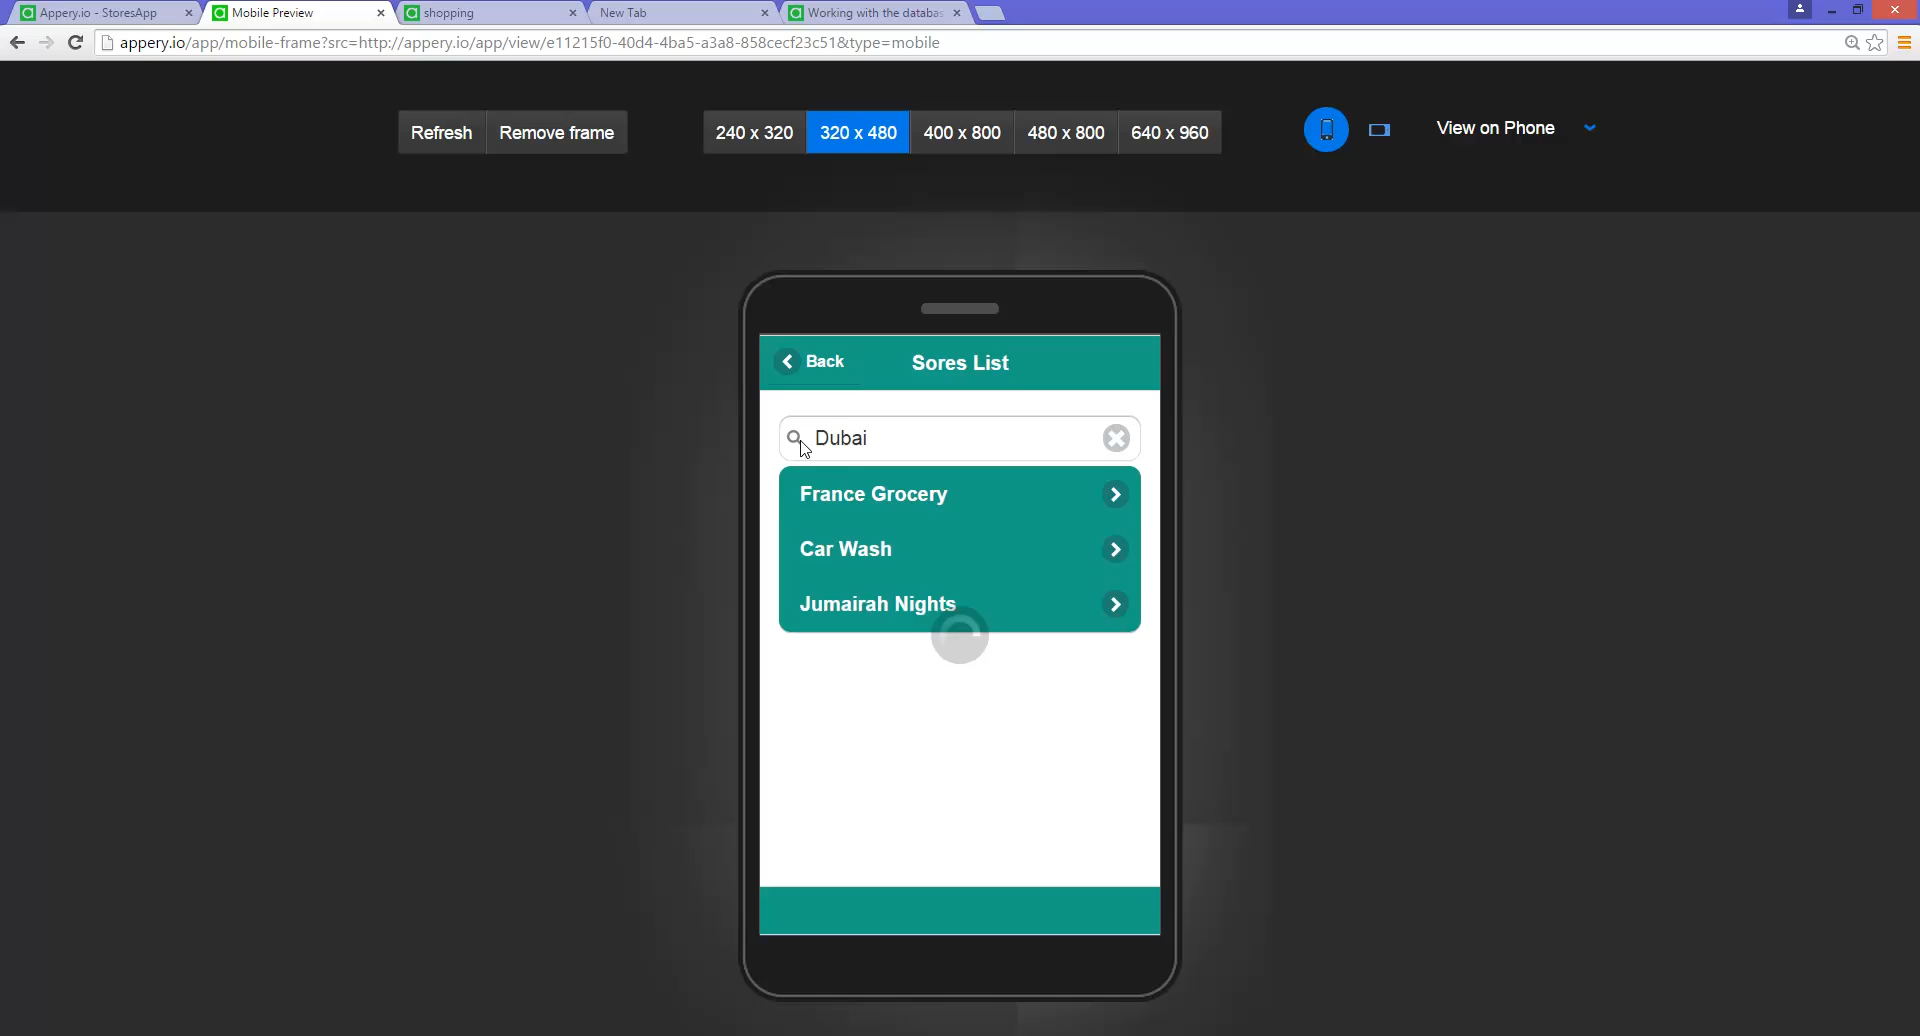 Appery.io - StoresApp
Mobile Preview
shopping
New Tab
Working with the databas
appery.io/app/mobile-frame?src=http://appery.io/app/view/e11215f0-40d4-4ba5-a3a8-858cecf23c51&type=mobile
Refresh
Remove frame
240 x 320
320 x 480
400 x 800
480 x 800
640 x 960
View on Phone
Back
Sores List
Dubai
France Grocery
Car Wash
Jumairah Nights